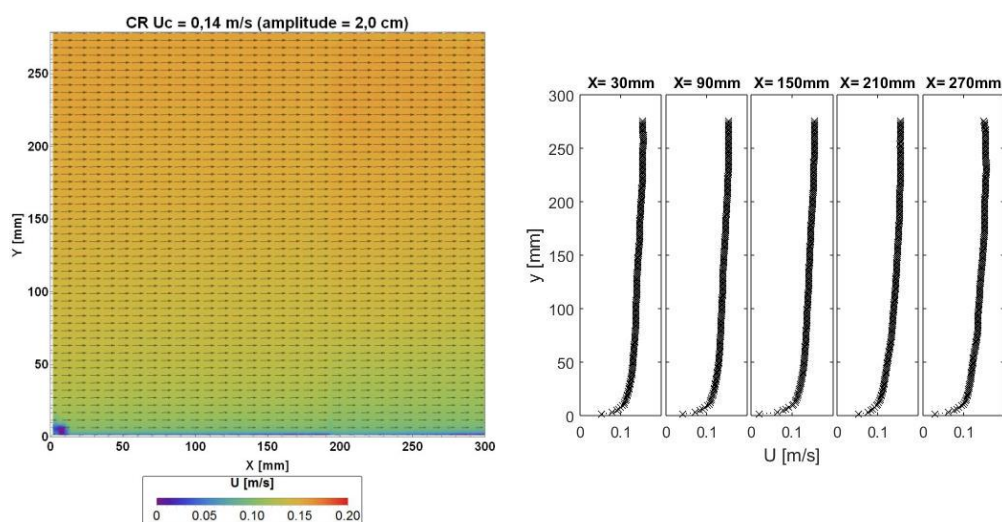 CR Uc = 0,14 m/s (amplitude = 2,0 cm)
250
200
150
100
50
0
Y [mm]
0 50 100 150 200 250 300
X [mm]
U [m/s]
0 0.05 0.10 0.15 0.20
X= 30mm X= 90mm X= 150mm X= 210mm X= 270mm
300
250
200
150
100
50
0
y [mm]
0 0.1 0 0.1 0 0.1 0 0.1 0 0.1
U [m/s]